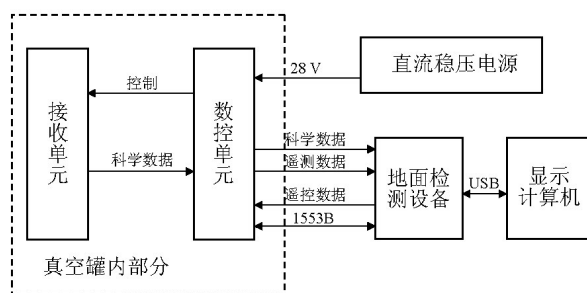 28 V
直流稳压电源
控制
接收单元
数控单元
科学数据
科学数据
遥测数据
遥控数据
1553B
地面检
测设备
USB
显示
计算机
真空罐内部分